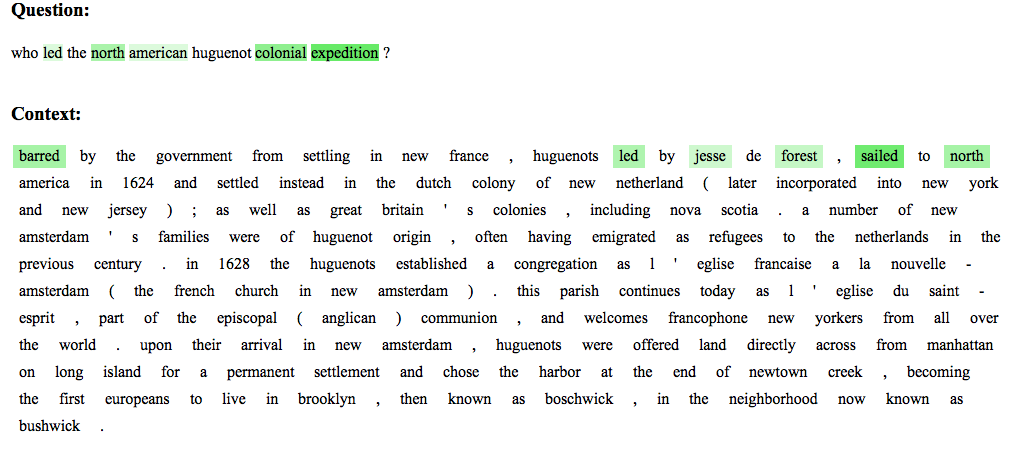 Question:
who led the north american huguenot colonial expedition ?
Context:
barred by the government from settling in new france , huguenots led by jesse de forest , sailed to north
america in 1624 and settled instead in the dutch colony of new netherland ( later incorporated into new york
and new jersey ) ; as well as great britain ' s colonies , including nova scotia . a number of new
amsterdam ' s families were of huguenot origin , often having emigrated as refugees to the netherlands in the
previous century . in 1628 the huguenots established a congregation as l ' eglise francaise a la nouvelle -
amsterdam ( the french church in new amsterdam ) . this parish continues today as l ' eglise du saint -
esprit , part of the episcopal ( anglican ) communion , and welcomes francophone new yorkers from all over
the world . upon their arrival in new amsterdam , huguenots were offered land directly across from manhattan
on long island for a permanent settlement and chose the harbor at the end of newtown creek , becoming
the first europeans to live in brooklyn , then known as boschwick , in the neighborhood now known as
bushwick .